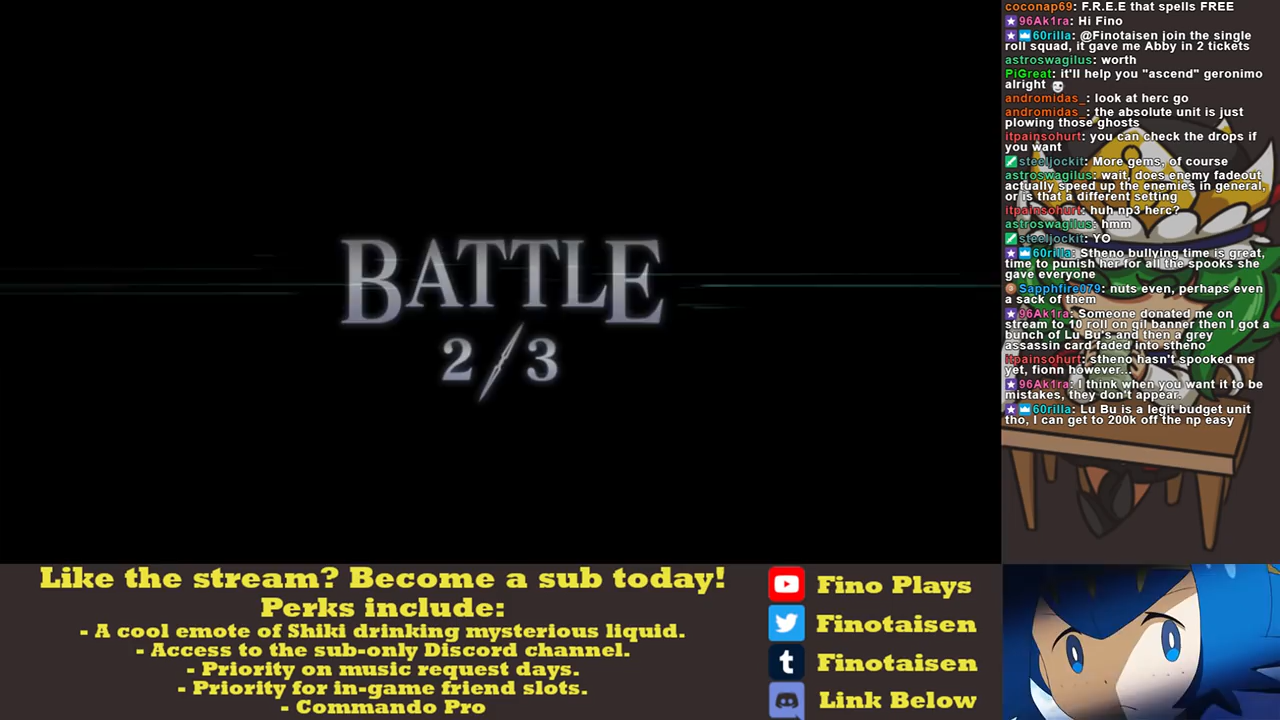 BATTLE
2/3
coconap69: F.R.E.E that spells FREE
96Ak1ra: Hi Fino
60rilla: @Finotaisen join the single
roll squad, it gave me Abby in 2 tickets
astroswagilus: worth
PiGreat: it'll help you "ascend" geronimo
alright
andromidas_: look at herc go
andromidas_: the absolute unit is just
plowing those ghosts
itpainsohurt: you can check the drops if
you want
steeljockit: More gems, of course
astroswagilus: wait, does enemy fadeout
actually speed up the enemies in general,
or is that a different setting
itpainsohurt: huh np3 herc?
astroswagilus: hmm
steeljockit: YO
60rilla: Stheno bullying time is great,
time to punish her for all the spooks she
gave everyone
Sapphfire079: nuts even, perhaps even
a sack of them
96Ak1ra: Someone donated me on
stream to 10 roll on gil banner then I got a
bunch of Lu Bu's and then a grey
assassin card faded into stheno
itpainsohurt: stheno hasn't spooked me
yet, fionn however...
96Ak1ra: I think when you want it to be
mistakes, they don't appear.
60rilla: Lu Bu is a legit budget unit
tho, I can get to 200k off the np easy
Like the stream? Become a sub today!
Perks include:
- A cool emote of Shiki drinking mysterious liquid.
- Access to the sub-only Discord channel.
- Priority on music request days.
- Priority for in-game friend slots.
- Commando Pro
Fino Plays
Finotaisen
t Finotaisen
Link Below